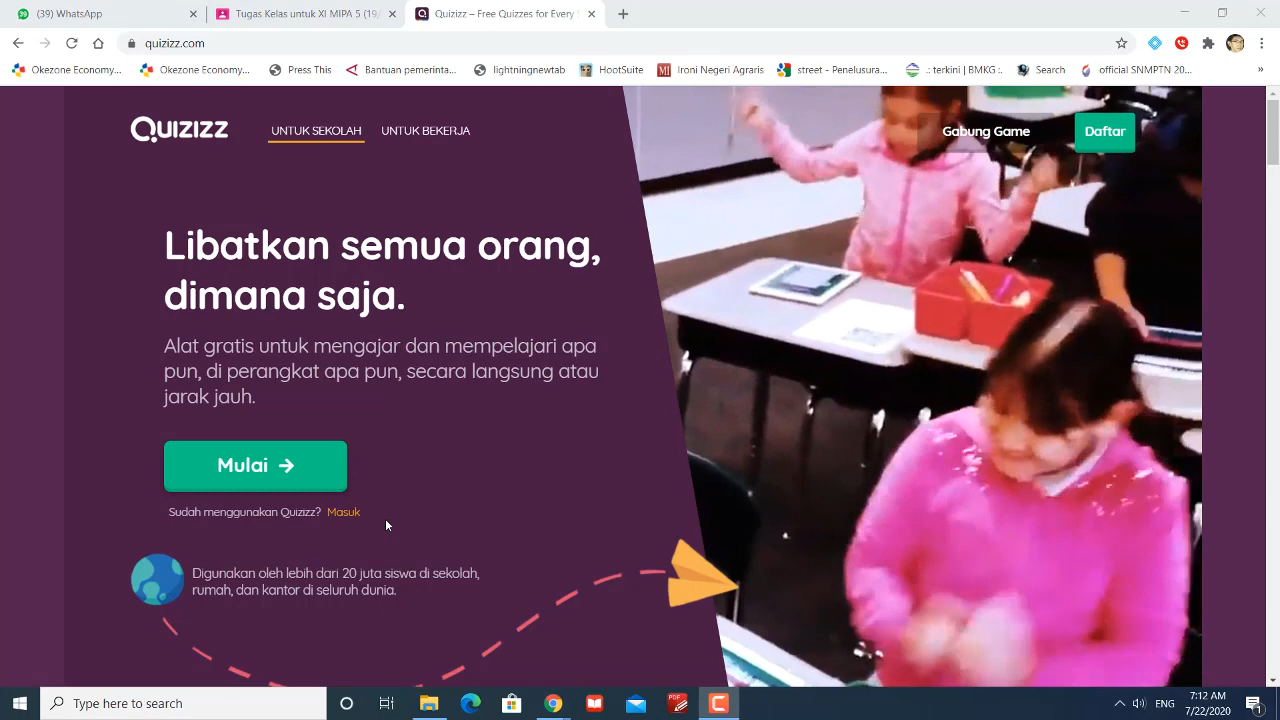 (39) WhatsApp
Tugas Kelas untuk XI MIPA 5 (19/
Quizizz – Free Quizzes for Every
quizizz.com
Okezone Economy...
Okezone Economy...
Press This
Bantu pemerinta...
lightningnewtab
HootSuite
Ironi Negeri Agraris
street - Penelusura...
.: terkini | BMKG :.
Search
official SNMPTN 20...
»
Quizizz
UNTUK SEKOLAH
UNTUK BEKERJA
Gabung Game
Daftar
Libatkan semua orang,
dimana saja.
Alat gratis untuk mengajar dan mempelajari apa
pun, di perangkat apa pun, secara langsung atau
jarak jauh.
Mulai
Sudah menggunakan Quizizz? Masuk
Digunakan oleh lebih dari 20 juta siswa di sekolah,
rumah, dan kantor di seluruh dunia.
Type here to search
ENG
7:12 AM
7/22/2020